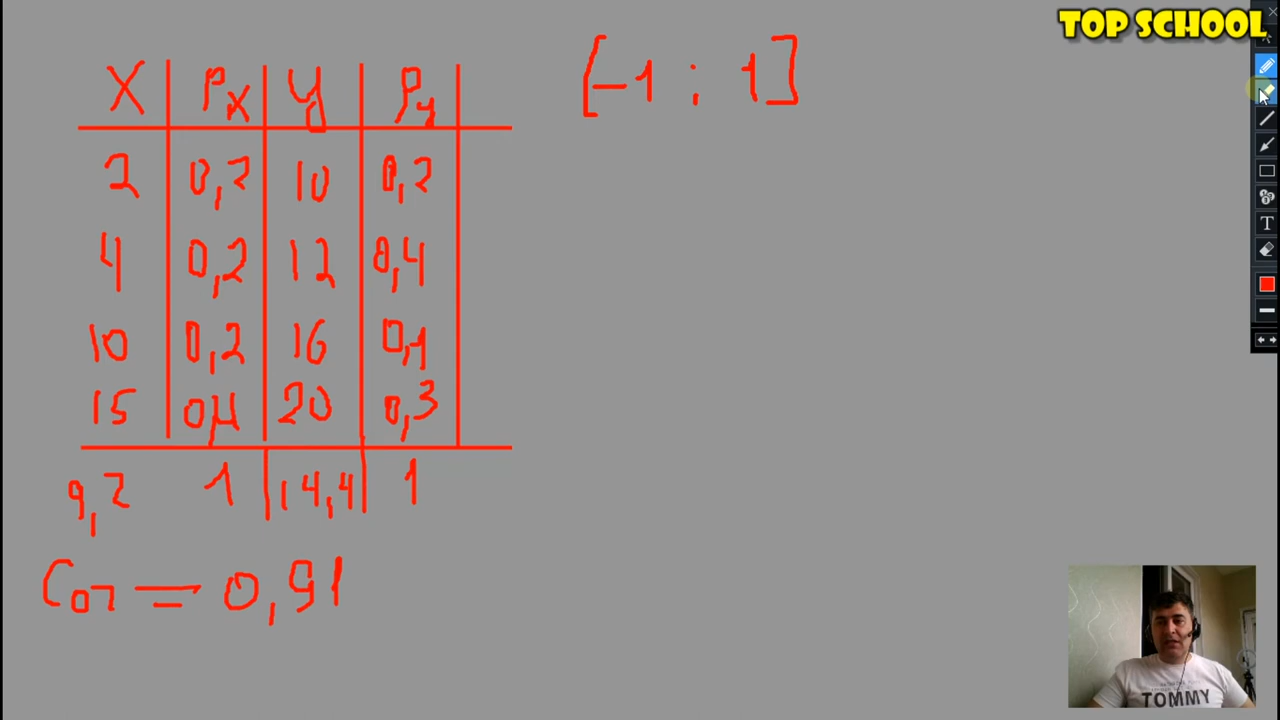 TOP SCHOOL
[-1 ; 1]
X Px y Py
2 0,2 10 0,2
4 0,2 12 0,4
10 0,2 16 0,1
15 0,4 20 0,3
9,2 1 14,4 1
Cor = 0,91
T
TOMMY